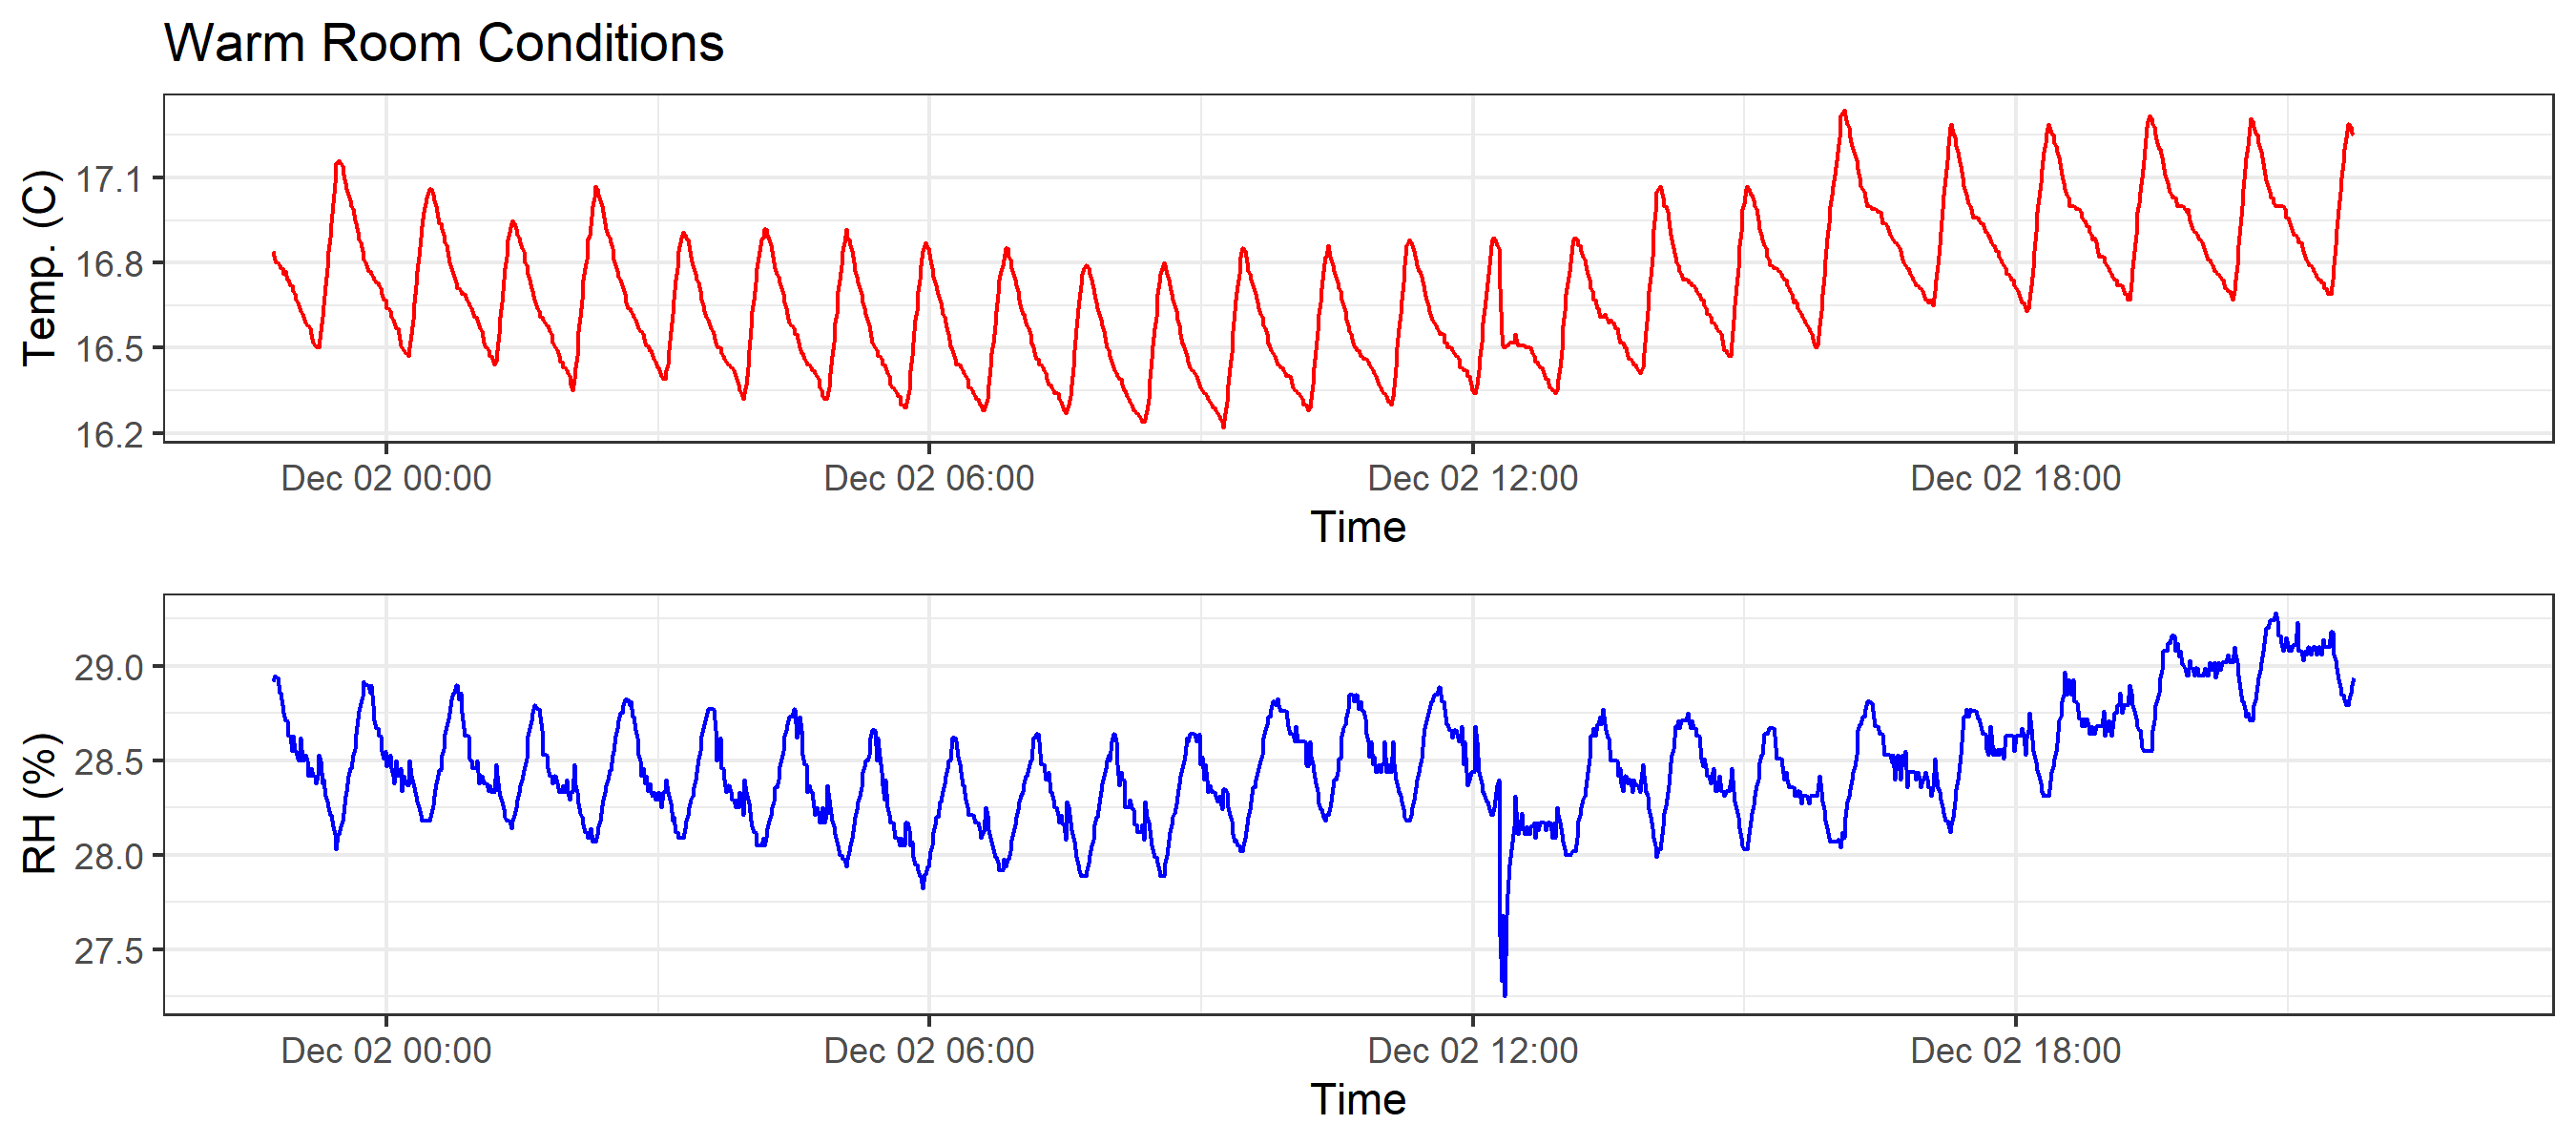 Warm Room Conditions
Temp. (C)
17.1
16.8
16.5
16.2
Dec 02 00:00 Dec 02 06:00 Dec 02 12:00 Dec 02 18:00
Time
RH (%)
29.0
28.5
28.0
27.5
Dec 02 00:00 Dec 02 06:00 Dec 02 12:00 Dec 02 18:00
Time